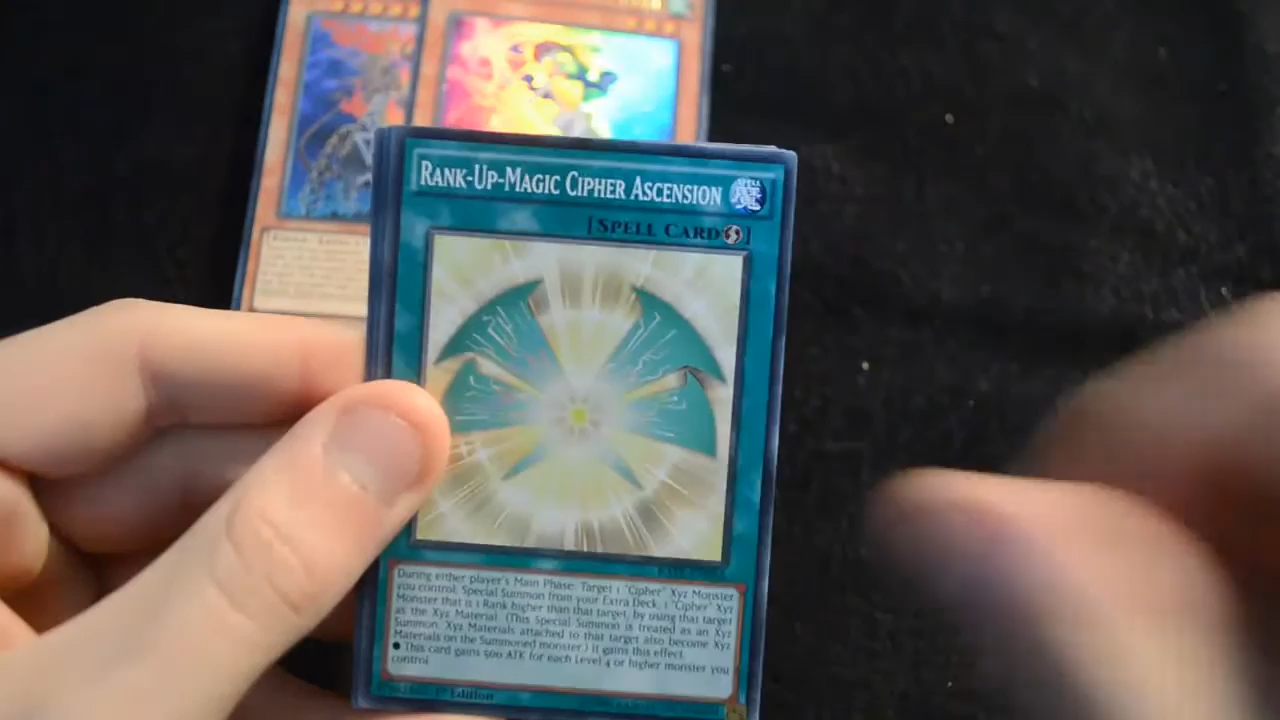 RANK-UP-MAGIC CIPHER ASCENSION
SPELL
[SPELL CARD ]
During either player's Main Phase: Target 1 "Cipher" Xyz Monster
you control; Special Summon from your Extra Deck, 1 "Cipher" Xyz
Monster that is 1 Rank higher than that target, by using that target
as the Xyz Material. (This Special Summon is treated as an Xyz
Summon. Xyz Materials attached to that target also become Xyz
Materials on the Summoned monster.) It gains this effect.
● This card gains 500 ATK for each Level 4 or higher monster you
control.
1st Edition